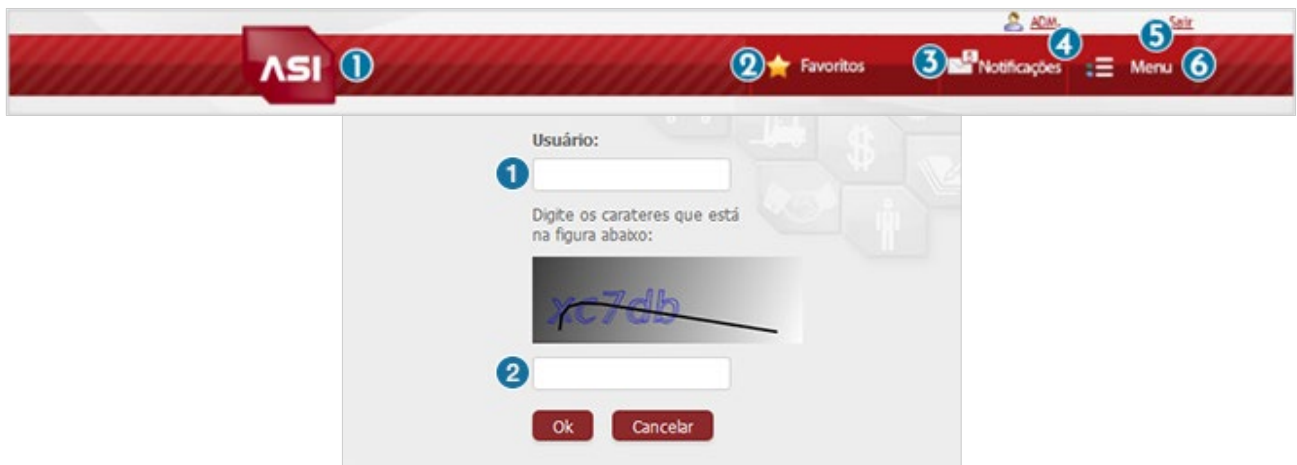 ADM. Sair
ASI 1 2 Favoritos 3 Notificações 4 5 Menu 6
Usuário:
1
Digite os carateres que está
na figura abaixo:
xc7db
2
Ok Cancelar